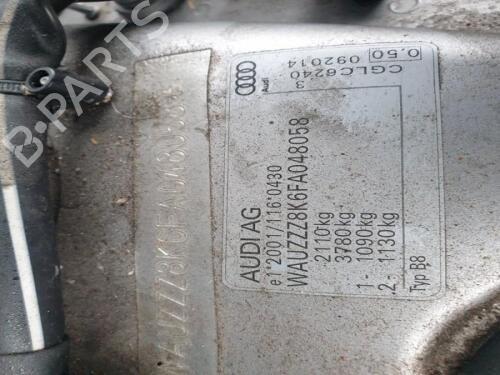 Audi
CGLC6240 3
092014
0.50
AUDI AG
e1*2001/116*0430
WAUZZZ8K6FA048058
2110kg
3780kg
1- 1090kg
2- 1130kg
Typ B8